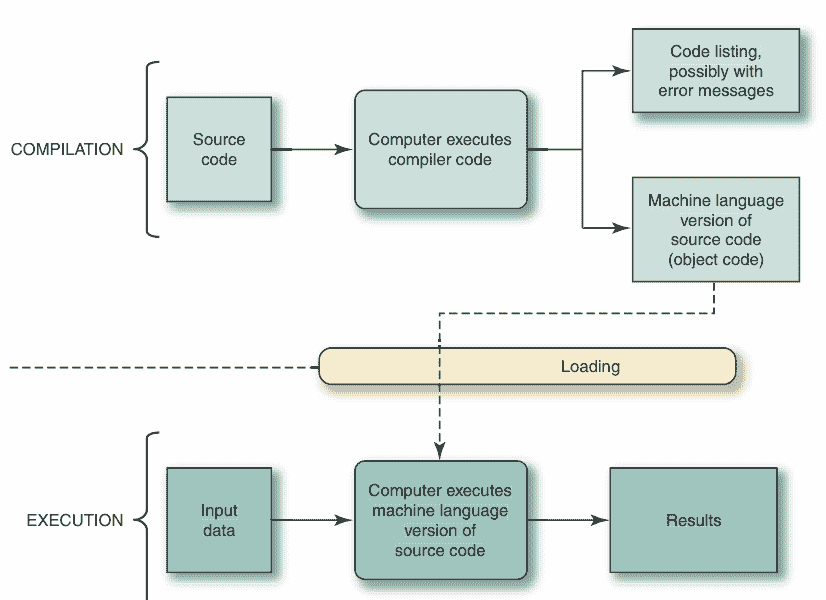 COMPILATION
Source
code
Computer executes
compiler code
Code listing,
possibly with
error messages
Machine language
version of
source code
(object code)
Loading
EXECUTION
Input
data
Computer executes
machine language
version of
source code
Results